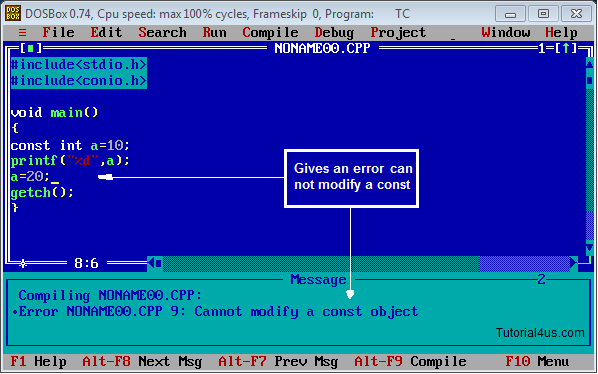 DOS BOX DOSBox 0.74, Cpu speed: max 100% cycles, Frameskip 0, Program: TC
≡ File Edit Search Run Compile Debug Project _ Window Help
[■] NONAME00.CPP 1=[↑]
#include<stdio.h>
#include<conio.h>
void main()
{
const int a=10;
printf("%d",a);
a=20;_
getch();
}
Gives an error can
not modify a const
8:6
Message 2
Compiling NONAME00.CPP:
•Error NONAME00.CPP 9: Cannot modify a const object
Tutorial4us.com
F1 Help Alt-F8 Next Msg Alt-F7 Prev Msg Alt-F9 Compile F10 Menu